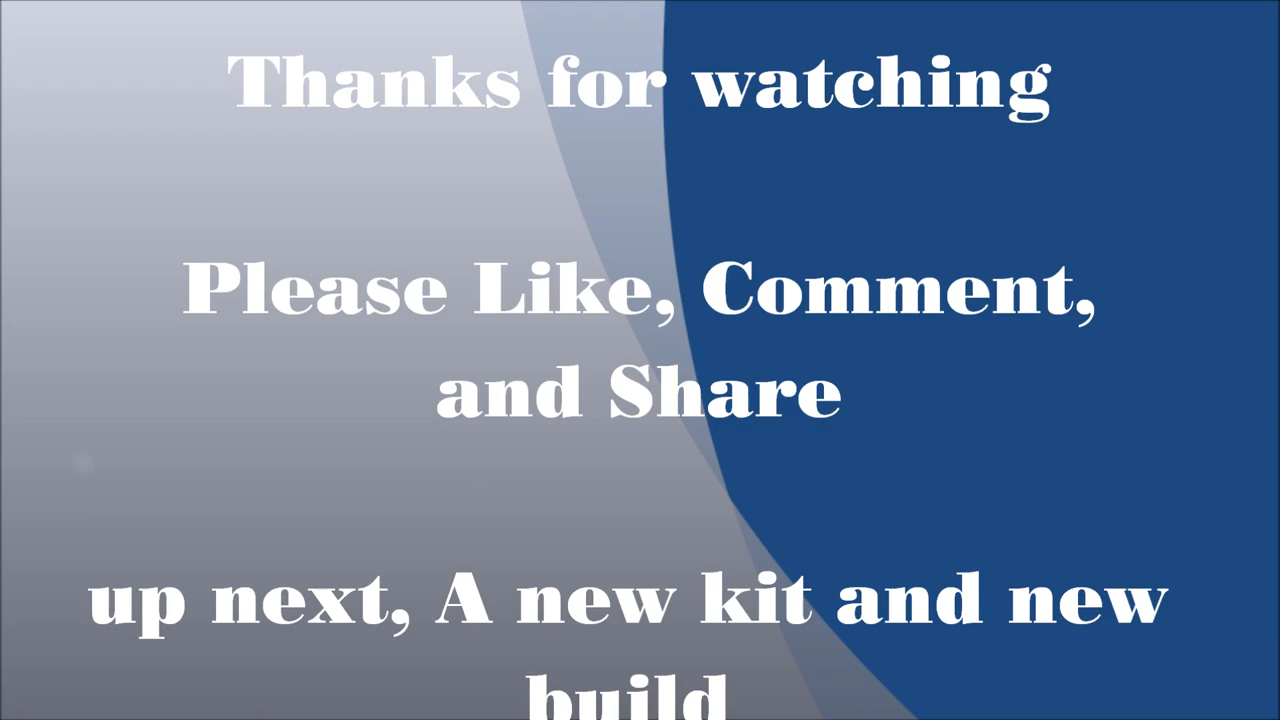 Thanks for watching
Please Like, Comment,
and Share
up next, A new kit and new
build